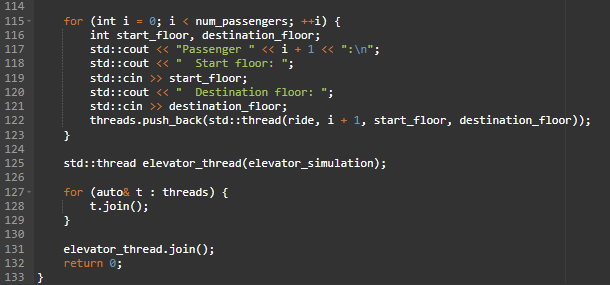 114
115    for (int i = 0; i < num_passengers; ++i) {
116        int start_floor, destination_floor;
117        std::cout << "Passenger " << i + 1 << ":\n";
118        std::cout << "  Start floor: ";
119        std::cin >> start_floor;
120        std::cout << "  Destination floor: ";
121        std::cin >> destination_floor;
122        threads.push_back(std::thread(ride, i + 1, start_floor, destination_floor));
123    }
124
125    std::thread elevator_thread(elevator_simulation);
126
127    for (auto& t : threads) {
128        t.join();
129    }
130
131    elevator_thread.join();
132    return 0;
133 }